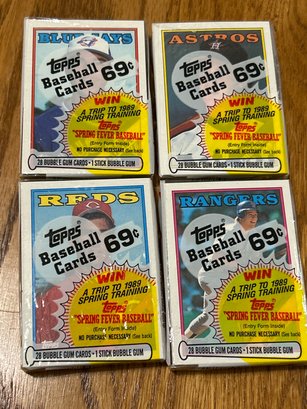 BLUE JAYS
Topps
Baseball
Cards
69¢
WIN
A TRIP TO 1989
SPRING TRAINING
Topps
"SPRING FEVER BASEBALL"
(Entry Form Inside)
NO PURCHASE NECESSARY (See back)
28 BUBBLE GUM CARDS • 1 STICK BUBBLE GUM
ASTROS
Topps
Baseball
Cards
69¢
WIN
A TRIP TO 1989
SPRING TRAINING
Topps
"SPRING FEVER BASEBALL"
(Entry Form Inside)
NO PURCHASE NECESSARY (See back)
28 BUBBLE GUM CARDS • 1 STICK BUBBLE GUM
REDS
Topps
Baseball
Cards
69¢
WIN
A TRIP TO 1989
SPRING TRAINING
Topps
"SPRING FEVER BASEBALL"
(Entry Form Inside)
NO PURCHASE NECESSARY (See back)
28 BUBBLE GUM CARDS • 1 STICK BUBBLE GUM
RANGERS
Topps
Baseball
Cards
69¢
WIN
A TRIP TO 1989
SPRING TRAINING
Topps
"SPRING FEVER BASEBALL"
(Entry Form Inside)
NO PURCHASE NECESSARY (See back)
28 BUBBLE GUM CARDS • 1 STICK BUBBLE GUM